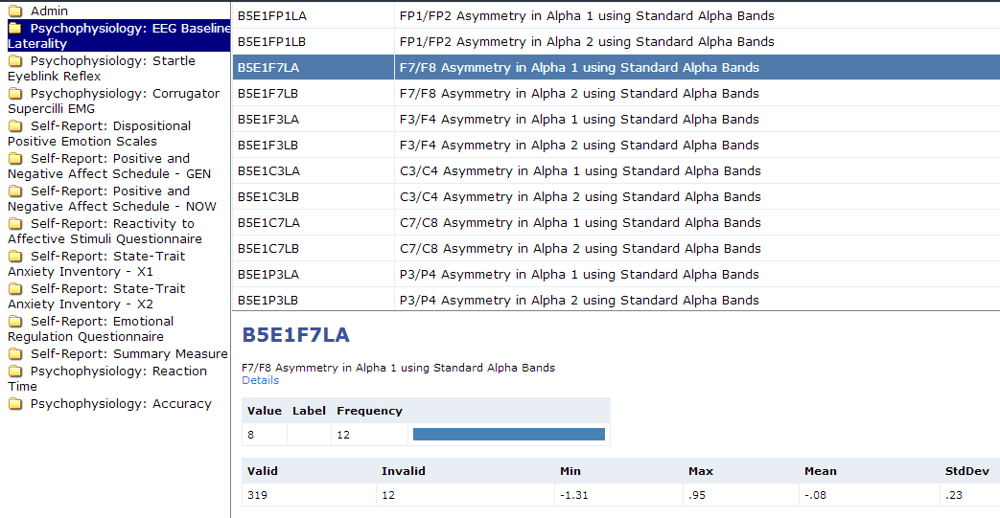 Admin
Psychophysiology: EEG Baseline
Laterality
Psychophysiology: Startle
Eyeblink Reflex
Psychophysiology: Corrugator
Supercilli EMG
Self-Report: Dispositional
Positive Emotion Scales
Self-Report: Positive and
Negative Affect Schedule - GEN
Self-Report: Positive and
Negative Affect Schedule - NOW
Self-Report: Reactivity to
Affective Stimuli Questionnaire
Self-Report: State-Trait
Anxiety Inventory - X1
Self-Report: State-Trait
Anxiety Inventory - X2
Self-Report: Emotional
Regulation Questionnaire
Self-Report: Summary Measure
Psychophysiology: Reaction
Time
Psychophysiology: Accuracy
B5E1FP1LA FP1/FP2 Asymmetry in Alpha 1 using Standard Alpha Bands
B5E1FP1LB FP1/FP2 Asymmetry in Alpha 2 using Standard Alpha Bands
B5E1F7LA F7/F8 Asymmetry in Alpha 1 using Standard Alpha Bands
B5E1F7LB F7/F8 Asymmetry in Alpha 2 using Standard Alpha Bands
B5E1F3LA F3/F4 Asymmetry in Alpha 1 using Standard Alpha Bands
B5E1F3LB F3/F4 Asymmetry in Alpha 2 using Standard Alpha Bands
B5E1C3LA C3/C4 Asymmetry in Alpha 1 using Standard Alpha Bands
B5E1C3LB C3/C4 Asymmetry in Alpha 2 using Standard Alpha Bands
B5E1C7LA C7/C8 Asymmetry in Alpha 1 using Standard Alpha Bands
B5E1C7LB C7/C8 Asymmetry in Alpha 2 using Standard Alpha Bands
B5E1P3LA P3/P4 Asymmetry in Alpha 1 using Standard Alpha Bands
B5E1P3LB P3/P4 Asymmetry in Alpha 2 using Standard Alpha Bands
B5E1F7LA
F7/F8 Asymmetry in Alpha 1 using Standard Alpha Bands
Details
Value Label Frequency
8 12
Valid Invalid Min Max Mean StdDev
319 12 -1.31 .95 -.08 .23